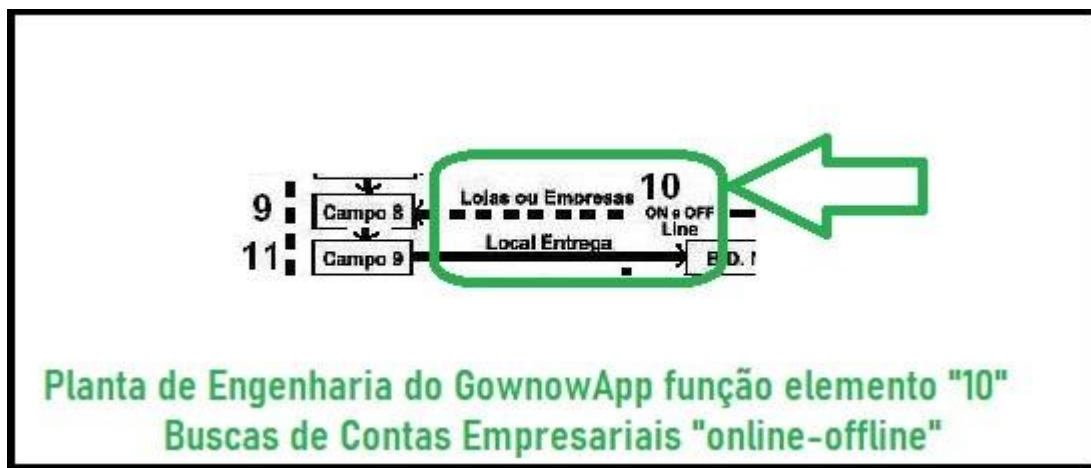 9 Campo 8 Lojas ou Empresas 10
ON e OFF
Line
11 Campo 9 Local Entrega
Planta de Engenharia do GownowApp função elemento "10"
Buscas de Contas Empresariais "online-offline"